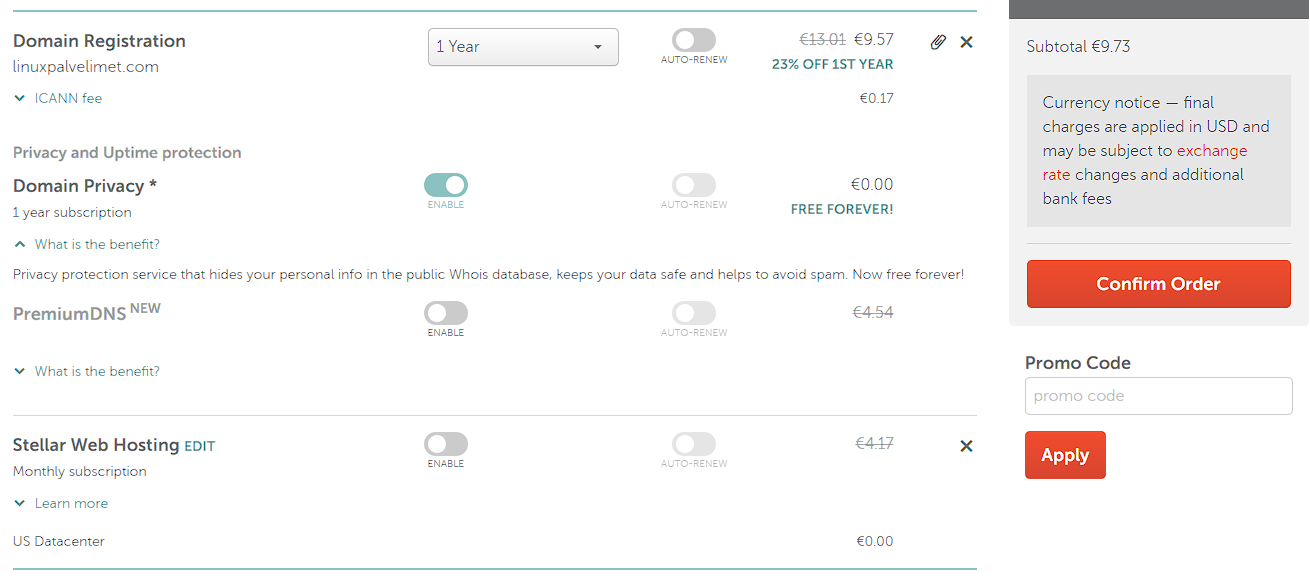 Domain Registration
1 Year
€13.01 €9.57
linuxpalvelimet.com
AUTO-RENEW
23% OFF 1ST YEAR
ICANN fee
€0.17
Privacy and Uptime protection
Domain Privacy *
€0.00
1 year subscription
ENABLE
AUTO-RENEW
FREE FOREVER!
What is the benefit?
Privacy protection service that hides your personal info in the public Whois database, keeps your data safe and helps to avoid spam. Now free forever!
PremiumDNS NEW
€4.54
ENABLE
AUTO-RENEW
What is the benefit?
Stellar Web Hosting EDIT
€4.17
ENABLE
AUTO-RENEW
Monthly subscription
Learn more
US Datacenter
€0.00
Subtotal €9.73
Currency notice — final
charges are applied in USD and
may be subject to exchange
rate changes and additional
bank fees
Confirm Order
Promo Code
promo code
Apply